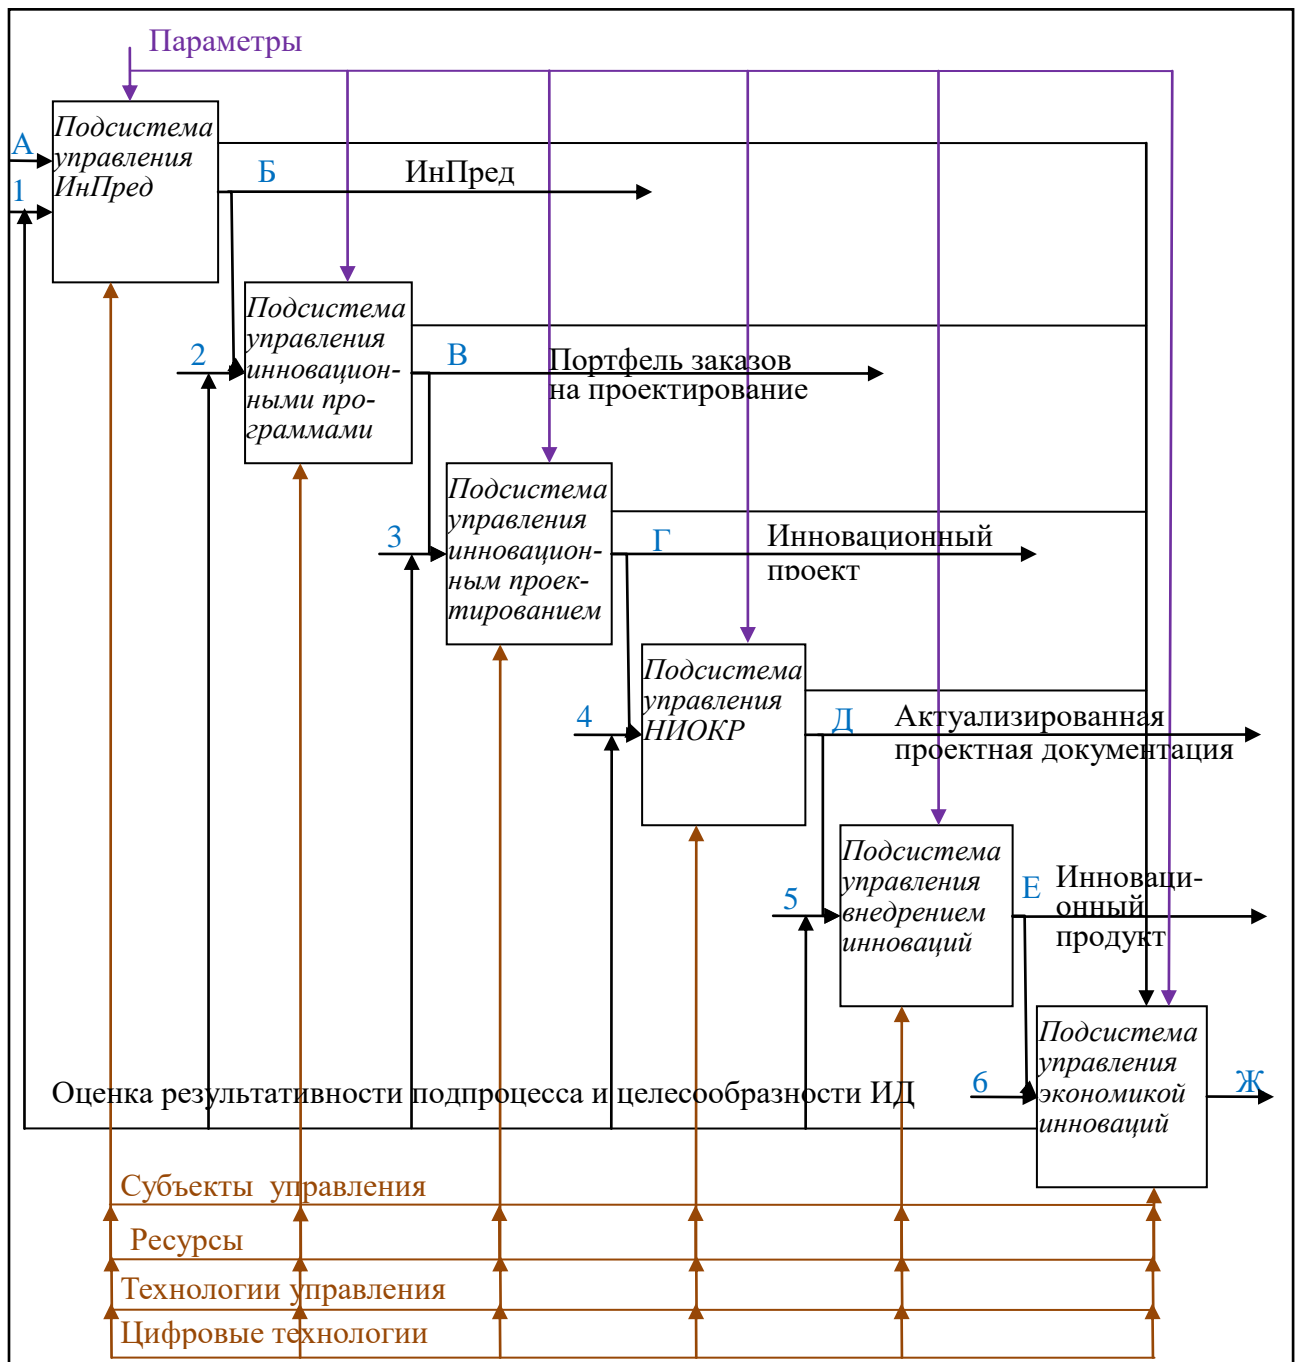 Параметры
Подсистема
управления
ИнПред
А
1
Б
ИнПред
Подсистема
управления
инновацион-
ными про-
граммами
2
В
Портфель заказов
на проектирование
Подсистема
управления
инновацион-
ным проек-
тированием
3
Г
Инновационный
проект
Подсистема
управления
НИОКР
4
Д
Актуализированная
проектная документация
Подсистема
управления
внедрением
инноваций
5
Е
Инноваци-
онный
продукт
Подсистема
управления
экономикой
инноваций
6
Ж
Оценка результативности подпроцесса и целесообразности ИД
Субъекты управления
Ресурсы
Технологии управления
Цифровые технологии